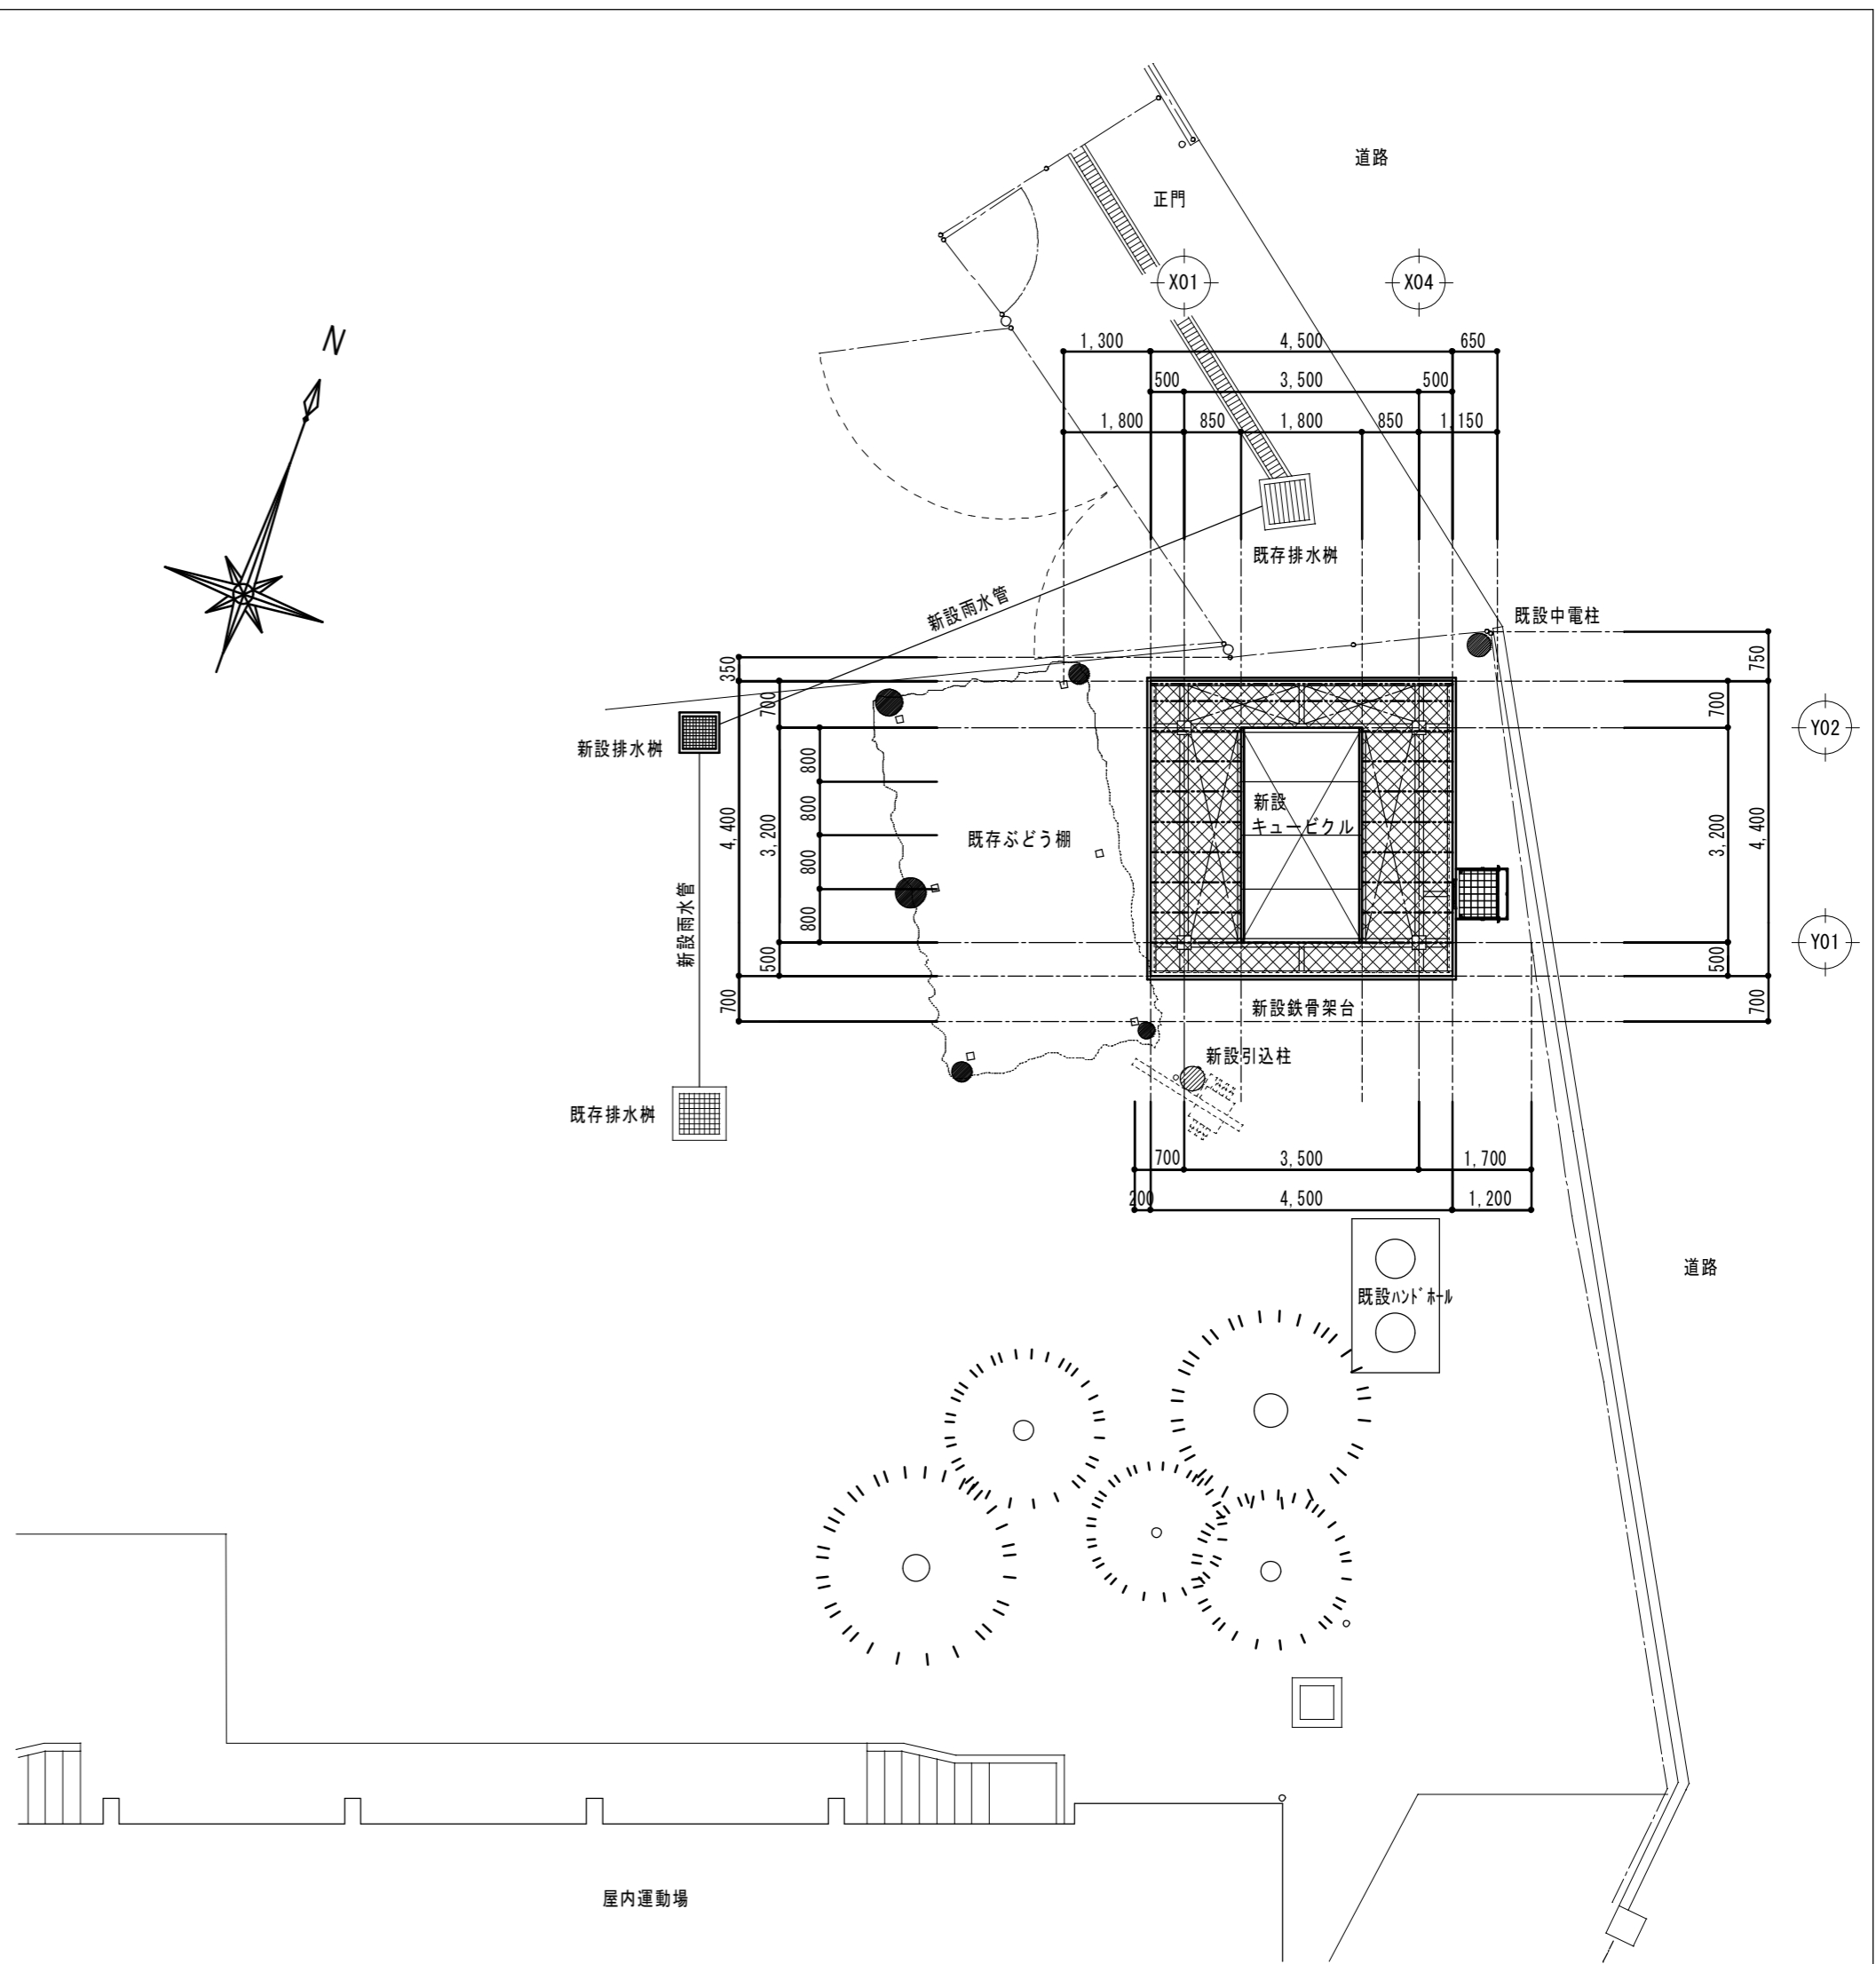 道路
正門
N
X01
X04
1,300
4,500
650
500
3,500
500
1,800
850
1,800
850
1,150
既存排水桝
新設雨水管
既設中電柱
350
750
700
700
Y02
新設排水桝
800
800
800
800
4,400
3,200
既存ぶどう棚
新設
キュービクル
3,200
4,400
新設雨水管
500
500
Y01
700
700
新設鉄骨架台
新設引込柱
既存排水桝
700
3,500
1,700
200
4,500
1,200
道路
既設ﾊﾝﾄﾞﾎｰﾙ
屋内運動場